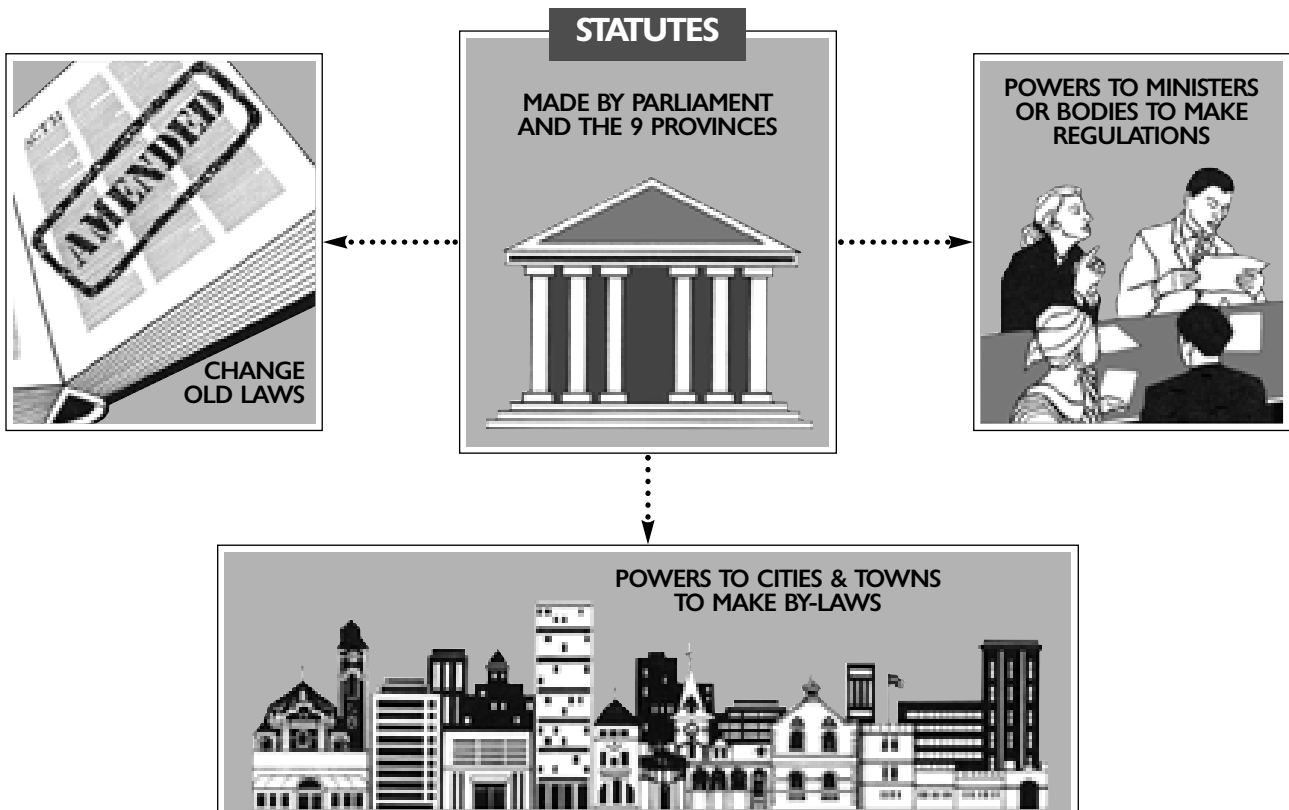 STATUTES
MADE BY PARLIAMENT
AND THE 9 PROVINCES
AMENDED
CHANGE
OLD LAWS
POWERS TO MINISTERS
OR BODIES TO MAKE
REGULATIONS
POWERS TO CITIES & TOWNS
TO MAKE BY-LAWS